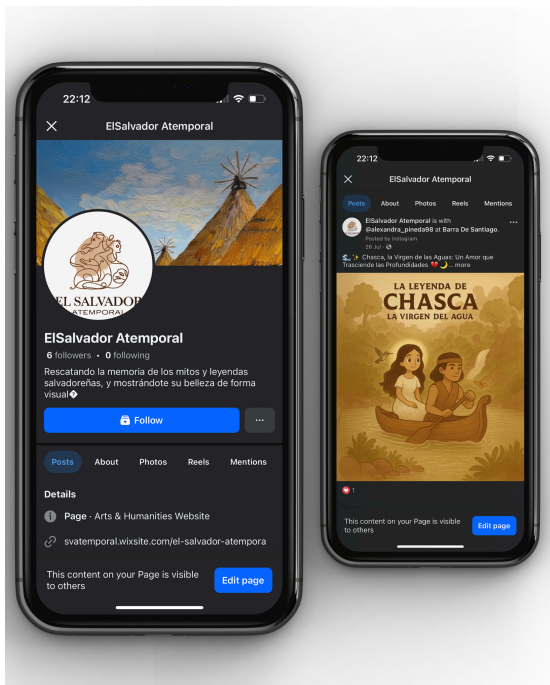 22:12
ElSalvador Atemporal
EL SALVADOR
ATEMPORAL
ElSalvador Atemporal
6 followers • 0 following
Rescatando la memoria de los mitos y leyendas
salvadoreñas, y mostrándote su belleza de forma
visual�
Follow
Posts About Photos Reels Mentions
Details
Page · Arts & Humanities Website
svatemporal.wixsite.com/el-salvador-atempora
This content on your Page is visible
to others
Edit page
22:12
ElSalvador Atemporal
Posts About Photos Reels Mentions
ElSalvador Atemporal is with
@alexandra_pineda98 at Barra De Santiago.
Posted by Instagram
26 Jul ·
🌊✨ Chasca, la Virgen de las Aguas: Un Amor que
Trasciende las Profundidades 💔🌙... more
LA LEYENDA DE
CHASCA
LA VIRGEN DEL AGUA
1
This content on your Page is visible
to others
Edit page